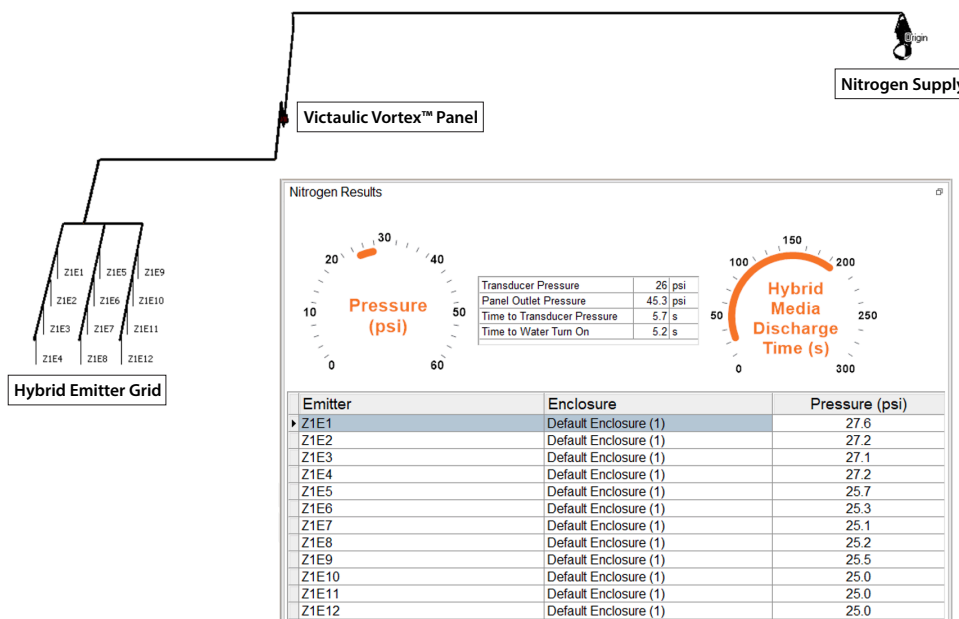 Origin
Nitrogen Supply
Victaulic Vortex™ Panel
Z1E1 Z1E5 Z1E9
Z1E2 Z1E6 Z1E10
Z1E3 Z1E7 Z1E11
Z1E4 Z1E8 Z1E12
Hybrid Emitter Grid
Nitrogen Results
0 10 20 30 40 50 60
Pressure
(psi)
Transducer Pressure 26 psi
Panel Outlet Pressure 45.3 psi
Time to Transducer Pressure 5.7 s
Time to Water Turn On 5.2 s
0 50 100 150 200 250 300
Hybrid
Media
Discharge
Time (s)
Emitter Enclosure Pressure (psi)
Z1E1 Default Enclosure (1) 27.6
Z1E2 Default Enclosure (1) 27.2
Z1E3 Default Enclosure (1) 27.1
Z1E4 Default Enclosure (1) 27.2
Z1E5 Default Enclosure (1) 25.7
Z1E6 Default Enclosure (1) 25.3
Z1E7 Default Enclosure (1) 25.1
Z1E8 Default Enclosure (1) 25.2
Z1E9 Default Enclosure (1) 25.5
Z1E10 Default Enclosure (1) 25.0
Z1E11 Default Enclosure (1) 25.0
Z1E12 Default Enclosure (1) 25.0